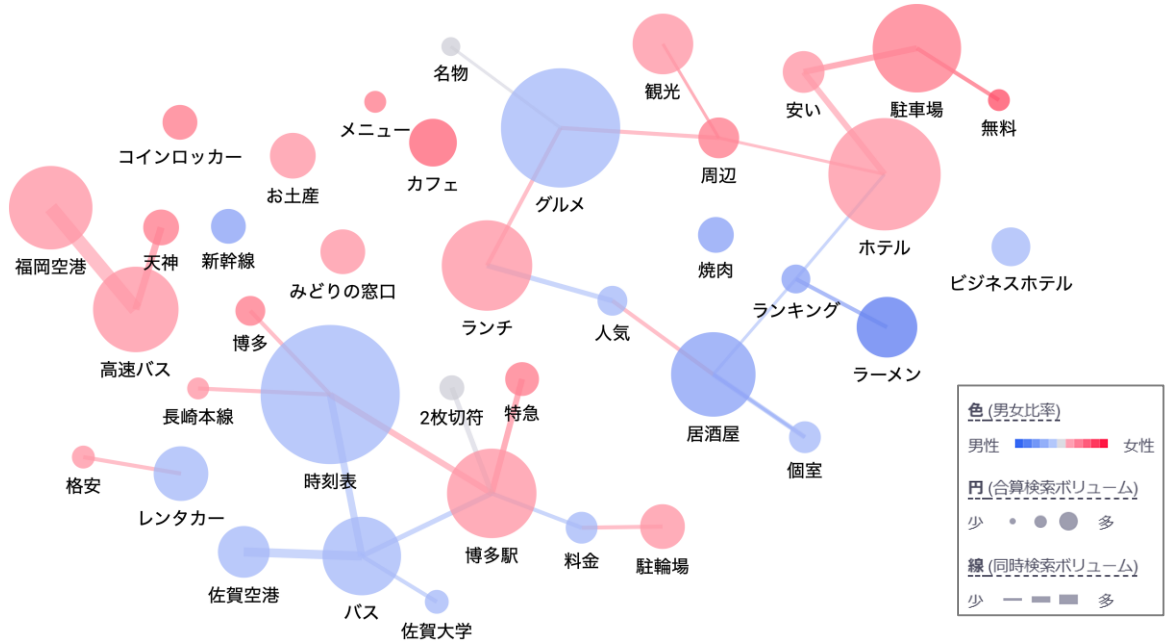 名物
観光
安い
駐車場
無料
メニュー
コインロッカー
お土産
カフェ
グルメ
周辺
ホテル
福岡空港
天神
新幹線
みどりの窓口
焼肉
ビジネスホテル
ランチ
人気
ランキング
高速バス
博多
ラーメン
長崎本線
2枚切符
特急
居酒屋
個室
時刻表
格安
レンタカー
博多駅
料金
駐輪場
佐賀空港
バス
佐賀大学
色 (男女比率)
男性 女性
円 (合算検索ボリューム)
少 多
線 (同時検索ボリューム)
少 多